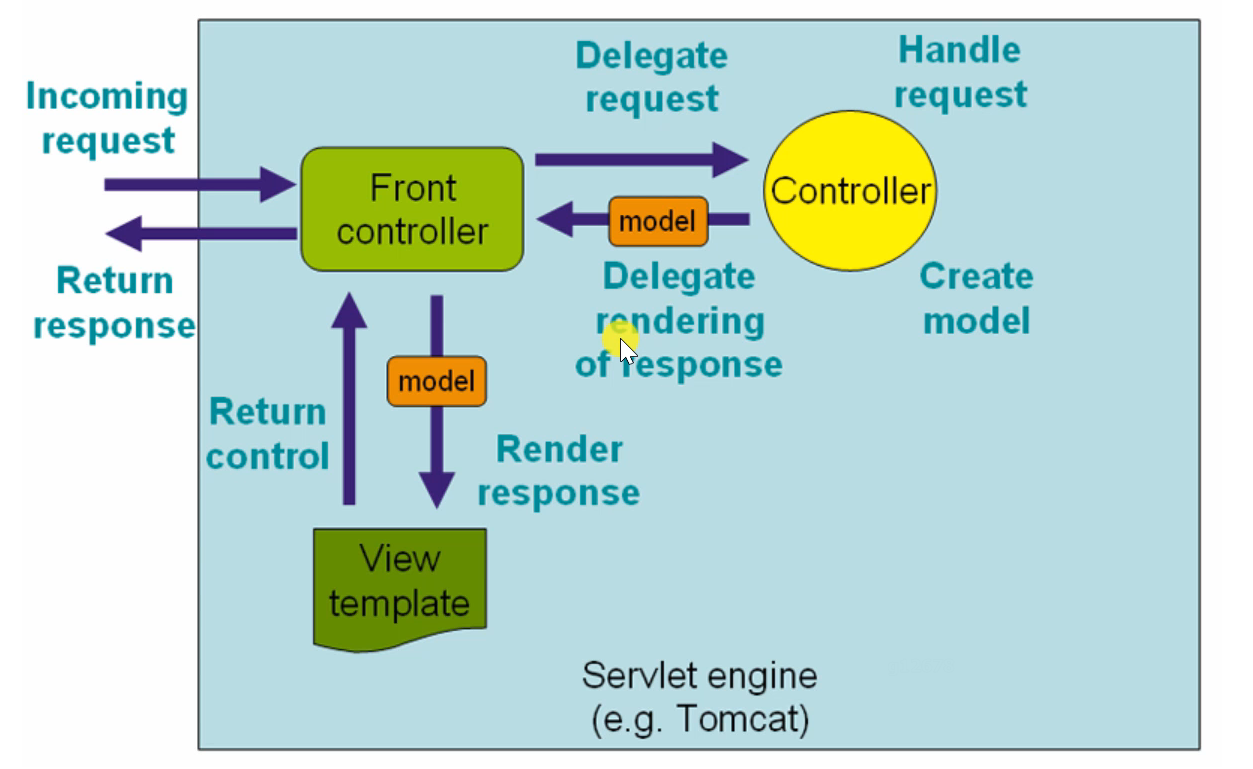 Incoming
request
Return
response
Front
controller
Delegate
request
Handle
request
Controller
model
Delegate
rendering
of response
Create
model
Return
control
model
Render
response
View
template
Servlet engine
(e.g. Tomcat)